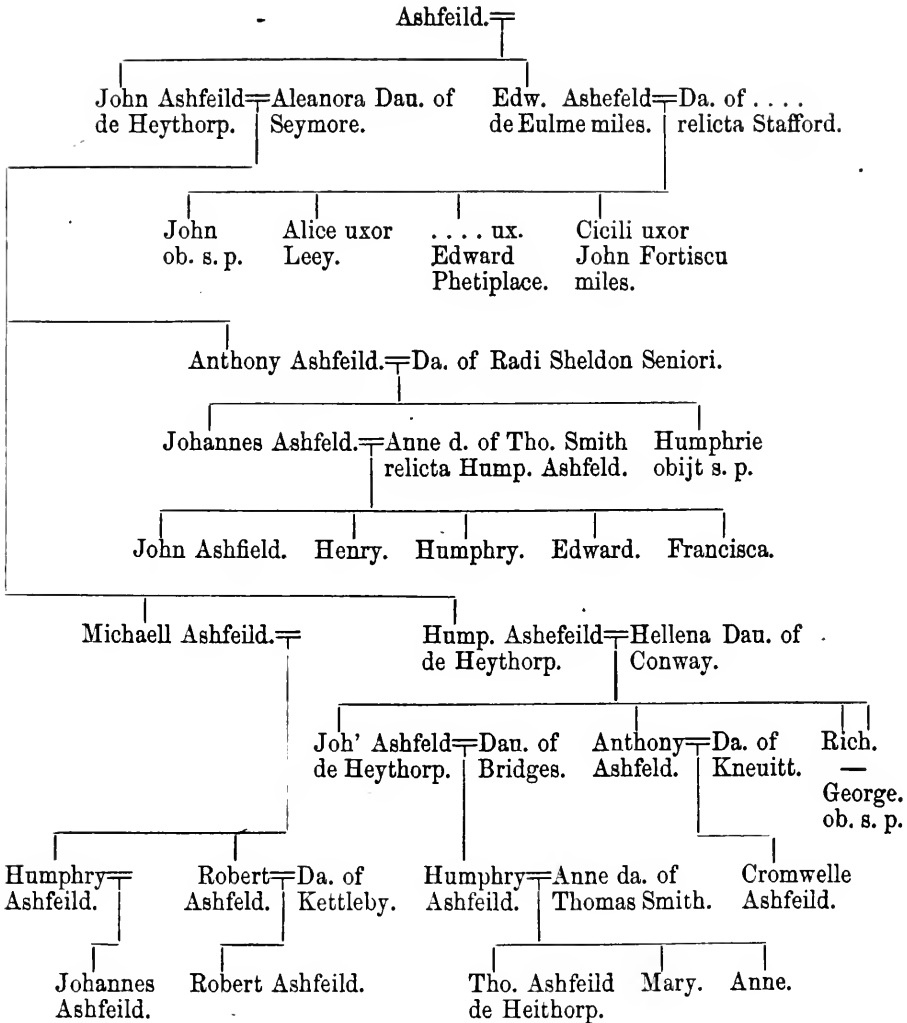 Ashfeild.
John Ashfeild Aleanora Dau. of Edw. Ashefeld Da. of . . . .
de Heythorp. Seymore. de Eulme miles. relicta Stafford.
John Alice uxor . . . . ux. Cicili uxor
ob. s. p. Leey. Edward John Fortiscu
Phetiplace. miles.
Anthony Ashfeild. Da. of Radi Sheldon Seniori.
Johannes Ashfeld. Anne d. of Tho. Smith Humphrie
relicta Hump. Ashfeld. obijt s. p.
John Ashfield. Henry. Humphry. Edward. Francisca.
Michaell Ashfeild. Hump. Ashefeild Hellena Dau. of
de Heythorp. Conway.
Joh' Ashfeld Dau. of Anthony Da. of Rich.
de Heythorp. Bridges. Ashfeld. Kneuitt. —
George.
ob. s. p.
Humphry Robert Da. of Humphry Anne da. of Cromwelle
Ashfeild. Ashfeld. Kettleby. Ashfeild. Thomas Smith. Ashfeild.
Johannes Robert Ashfeild. Tho. Ashfeild Mary. Anne.
Ashfeild. de Heithorp.